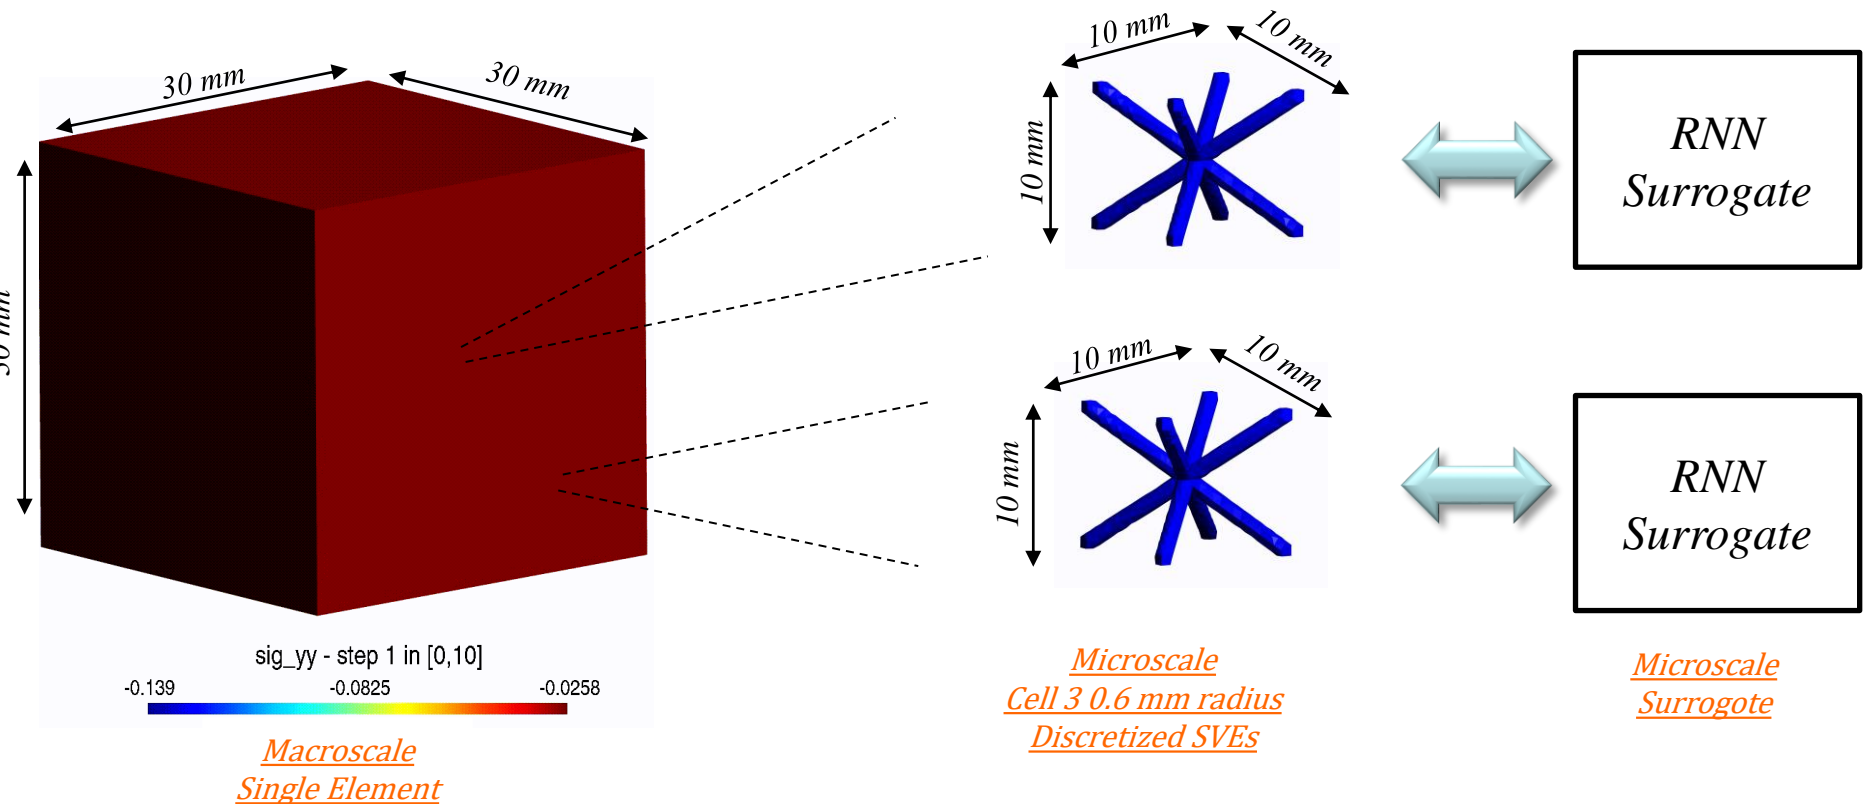 30 mm
30 mm
mm
10 mm
10 mm
10 mm
RNN
Surrogate
10 mm
10 mm
10 mm
RNN
Surrogate
sig_yy - step 1 in [0,10]
-0.139
-0.0825
-0.0258
Macroscale
Single Element
Microscale
Cell 3 0.6 mm radius
Discretized SVEs
Microscale
Surrogote